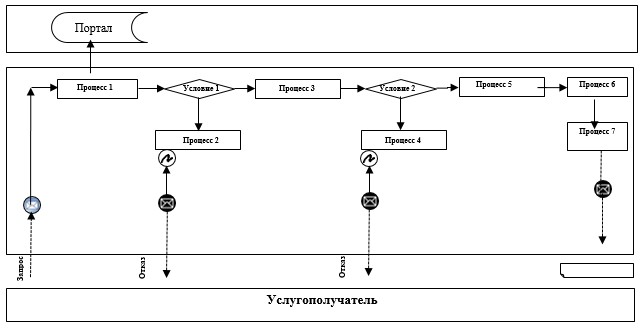 Портал
Процесс 1
Условие 1
Процесс 3
Условие 2
Процесс 5
Процесс 6
Процесс 2
Процесс 4
Процесс 7
Запрос
Отказ
Отказ
Услугополучатель